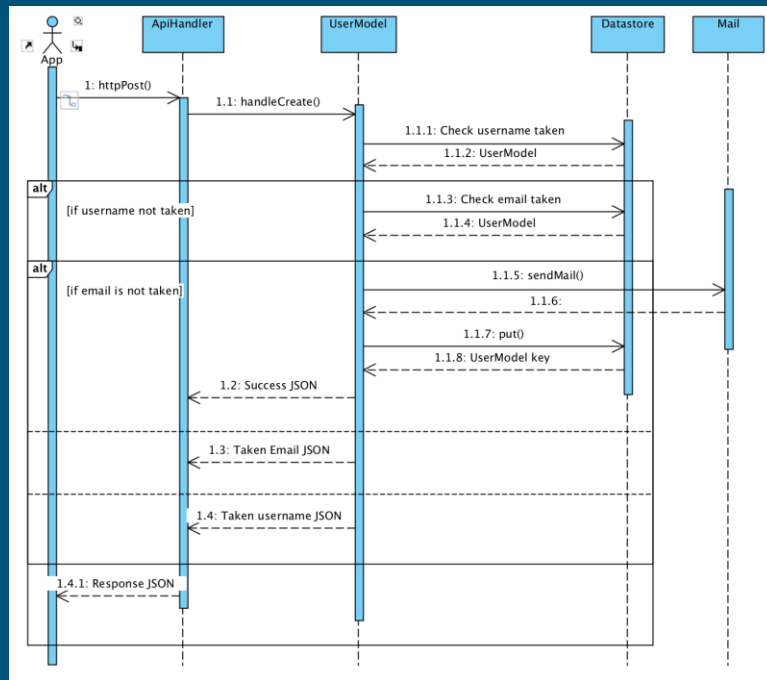 ApiHandler
UserModel
Datastore
Mail
App
1: httpPost()
1.1: handleCreate()
1.1.1: Check username taken
1.1.2: UserModel
alt
[if username not taken]
1.1.3: Check email taken
1.1.4: UserModel
alt
[if email is not taken]
1.1.5: sendMail()
1.1.6:
1.1.7: put()
1.1.8: UserModel key
1.2: Success JSON
1.3: Taken Email JSON
1.4: Taken username JSON
1.4.1: Response JSON